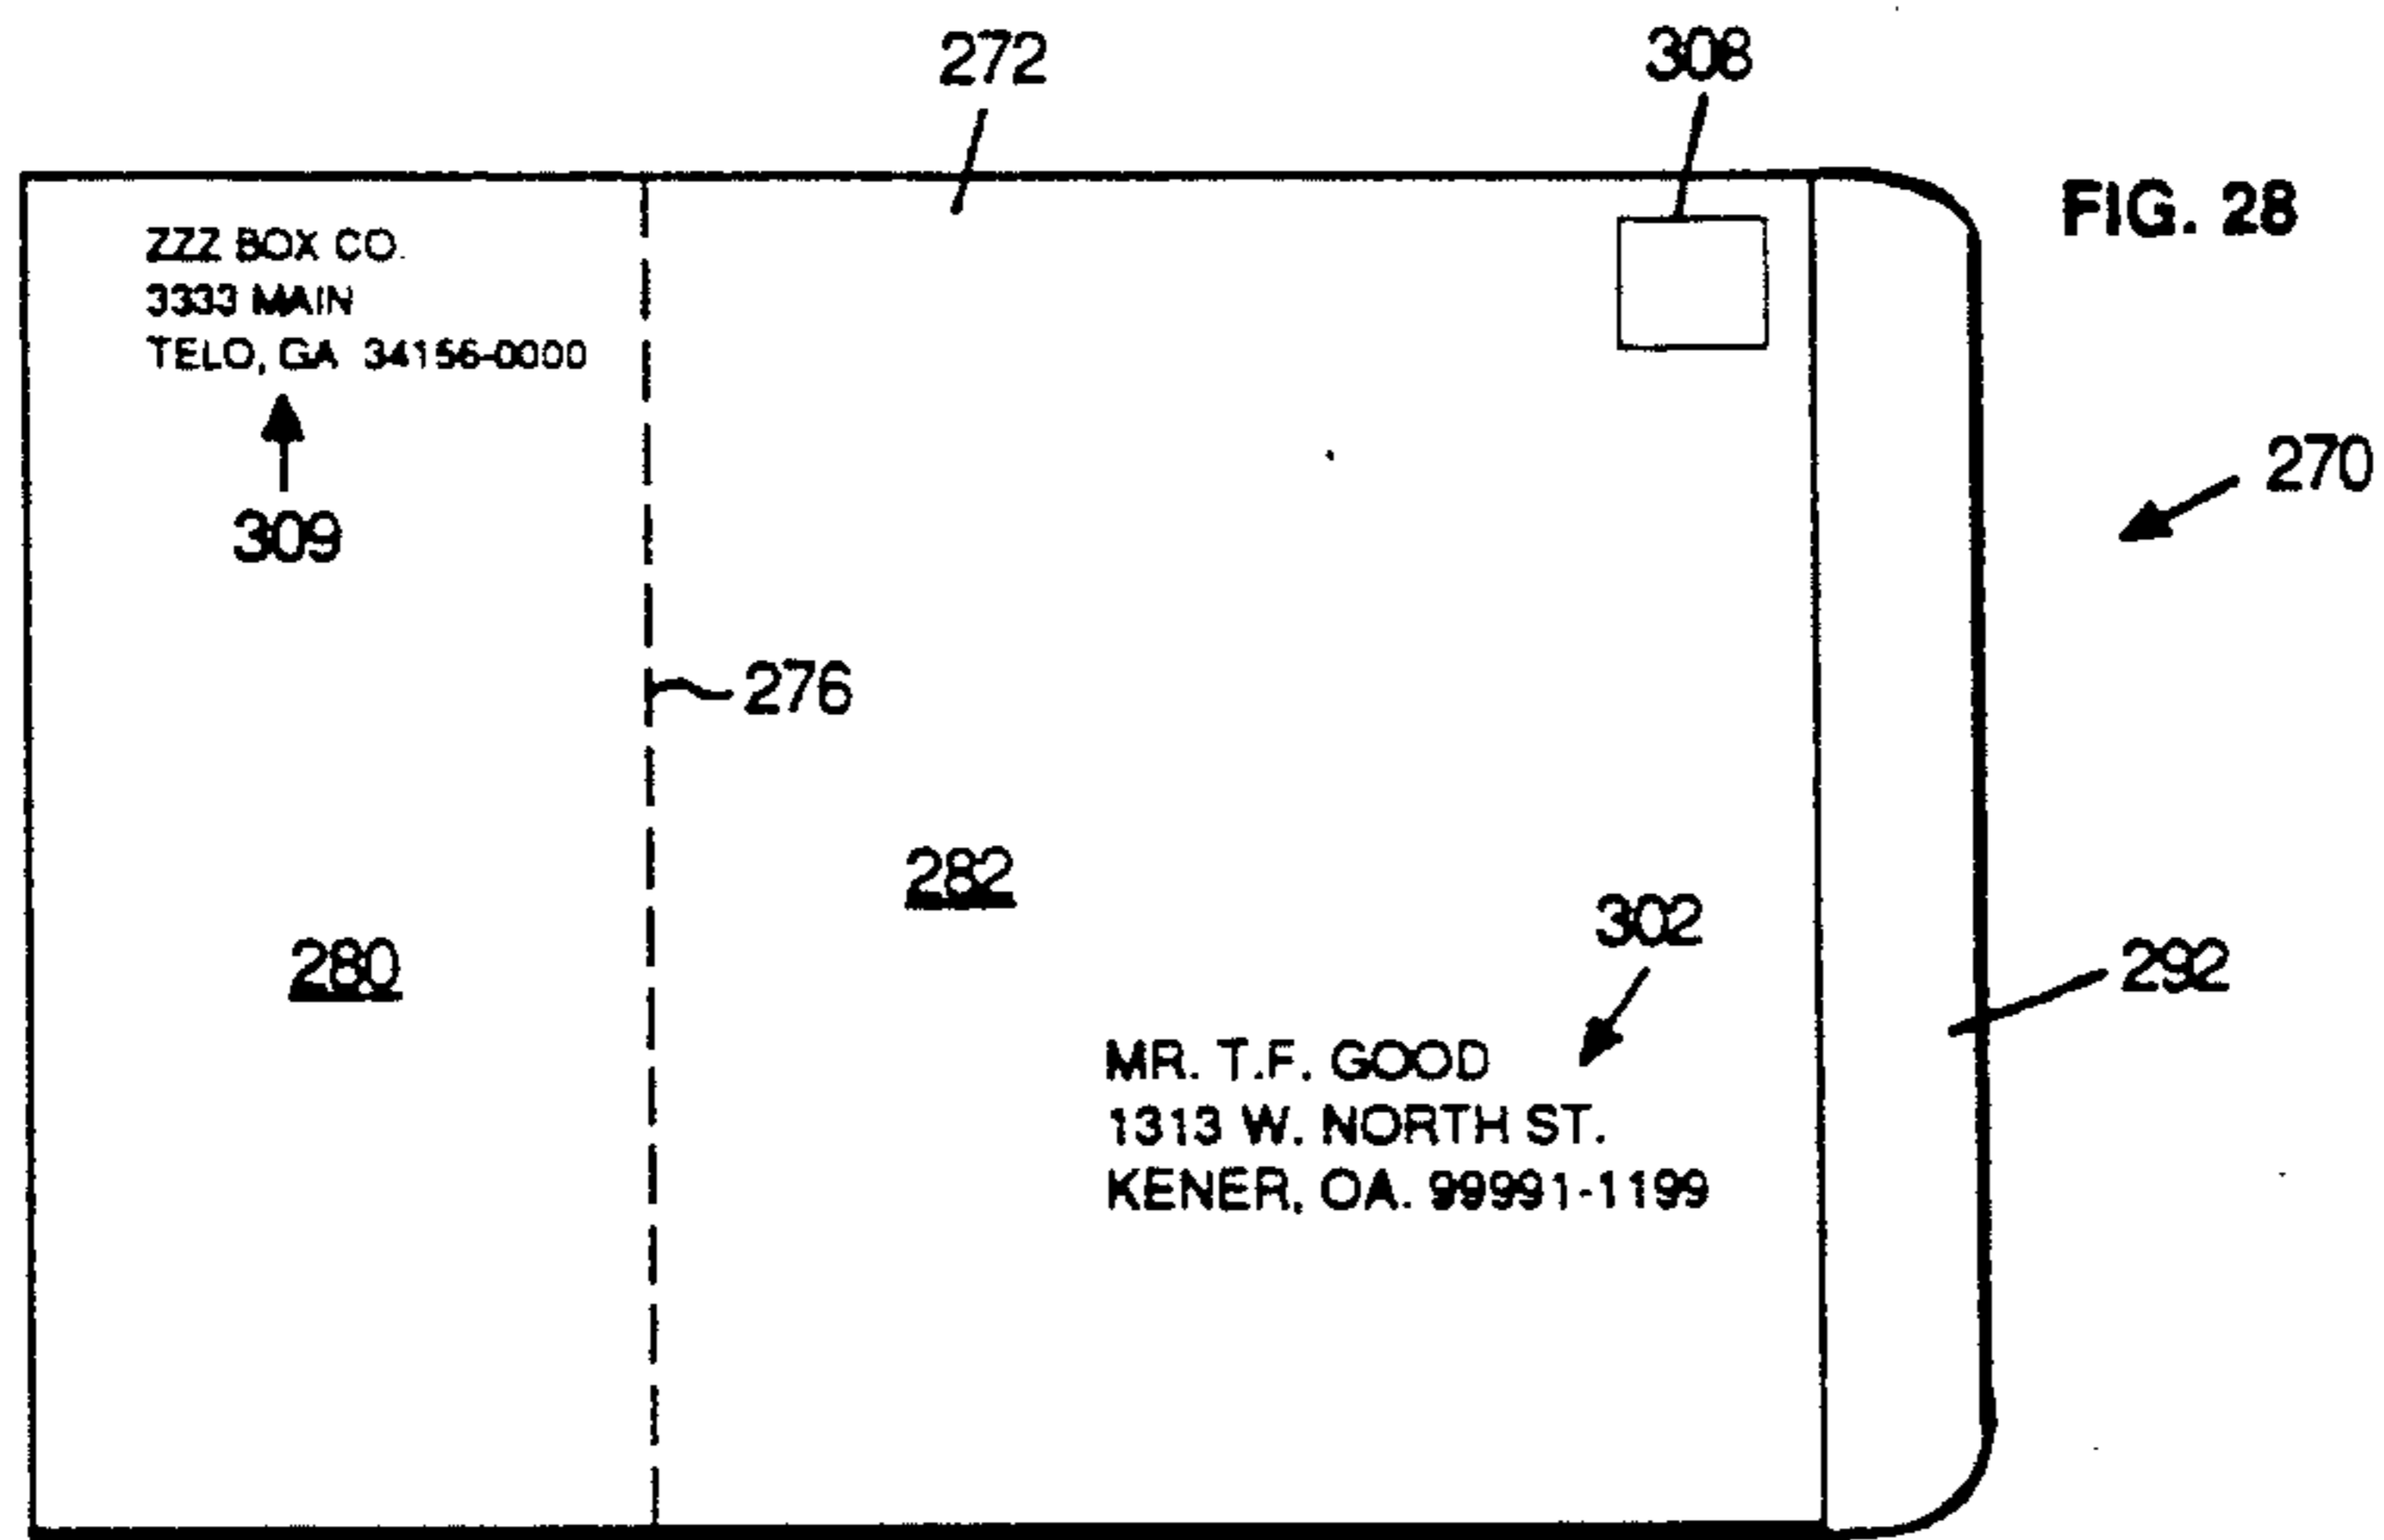 272
308
FIG. 28
ZZZ BOX CO.
3333 MAIN
TELO, GA 34156-0000
309
270
276
282
280
302
292
MR. T.F. GOOD
1313 W. NORTH ST.
KENER, OA. 99991-1199